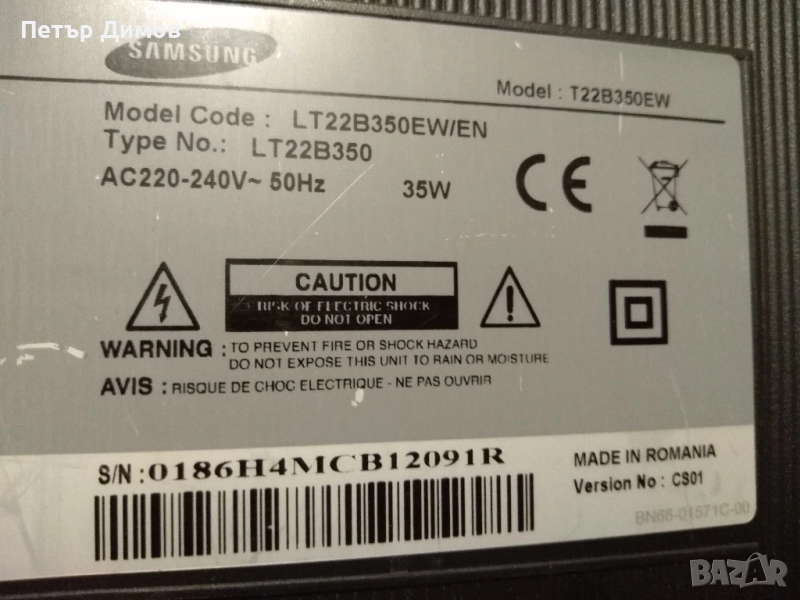 Петър Димов
SAMSUNG
Model : T22B350EW
Model Code : LT22B350EW/EN
Type No.: LT22B350
AC220-240V~ 50Hz 35W
CE
CAUTION
RISK OF ELECTRIC SHOCK
DO NOT OPEN
WARNING : TO PREVENT FIRE OR SHOCK HAZARD
DO NOT EXPOSE THIS UNIT TO RAIN OR MOISTURE
AVIS : RISQUE DE CHOC ELECTRIQUE - NE PAS OUVRIR
S/N : 0186H4MCB12091R
MADE IN ROMANIA
Version No : CS01
BN68-01571C-00
BAZAR